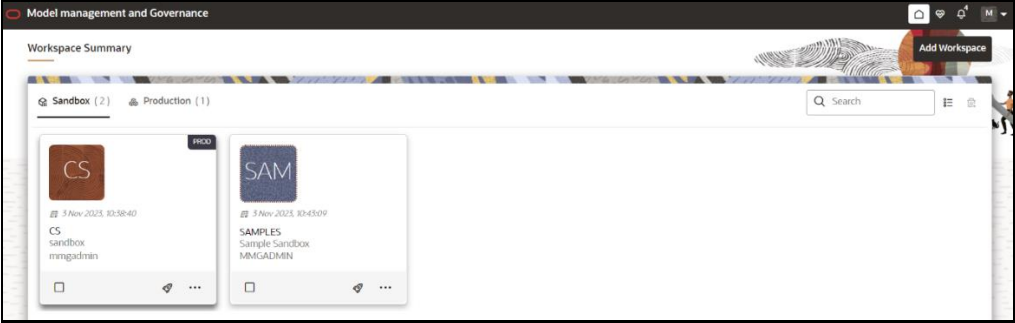 Model management and Governance
4
M
Workspace Summary
Add Workspace
Sandbox (2)
Production (1)
Search
PROD
CS
3 Nov 2023, 10:38:40
CS
sandbox
mmgadmin
SAM
3 Nov 2023, 10:43:09
SAMPLES
Sample Sandbox
MMGADMIN